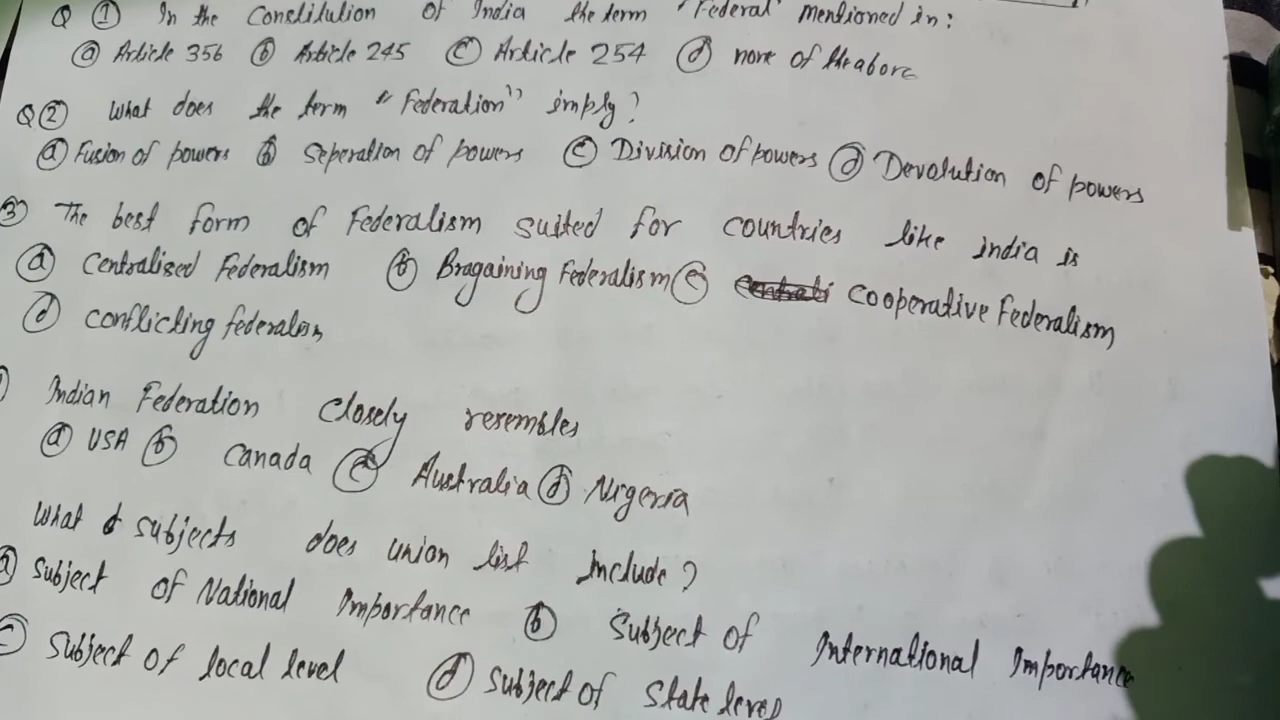 Q ① In the Constitution of India the term "Federal" mentioned in:
ⓐ Article 356 ⓑ Article 245 ⓒ Article 254 ⓓ none of the above
Q ② What does the term "Federation" imply?
ⓐ Fusion of powers ⓑ Seperation of powers ⓒ Division of powers ⓓ Devolution of powers
③ The best form of Federalism suited for countries like india is
ⓐ Centralised Federalism ⓑ Bragaining Federalism ⓒ Cooperative Federalism
ⓓ conflicting federalism
Indian Federation Closely resembles
ⓐ USA ⓑ Canada ⓒ Australia ⓓ Nigeria
What subjects does union list include?
ⓐ Subject of National Importance ⓑ Subject of International Importance
ⓒ Subject of local level ⓓ Subject of State level